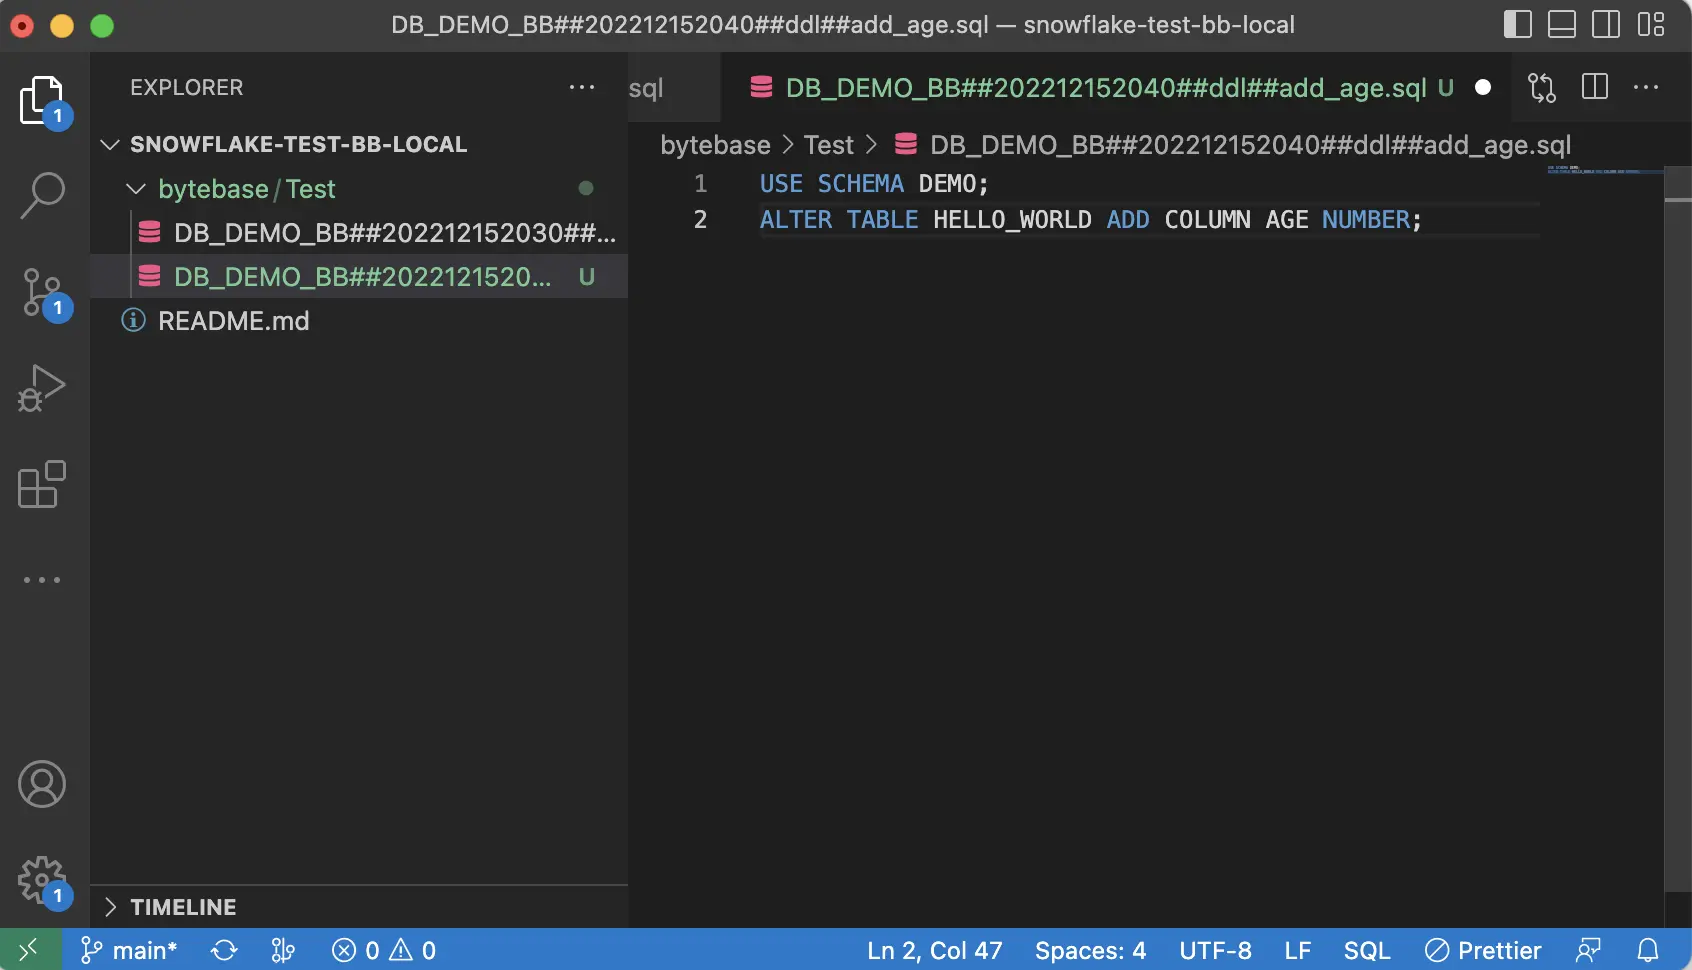 DB_DEMO_BB##202212152040##ddl##add_age.sql — snowflake-test-bb-local
EXPLORER
sql
DB_DEMO_BB##202212152040##ddl##add_age.sql U
SNOWFLAKE-TEST-BB-LOCAL
bytebase > Test > DB_DEMO_BB##202212152040##ddl##add_age.sql
bytebase/Test
DB_DEMO_BB##202212152030##...
DB_DEMO_BB##2022121520... U
README.md
1 USE SCHEMA DEMO;
2 ALTER TABLE HELLO_WORLD ADD COLUMN AGE NUMBER;
1
1
1
TIMELINE
main* 0 0 Ln 2, Col 47 Spaces: 4 UTF-8 LF SQL Prettier